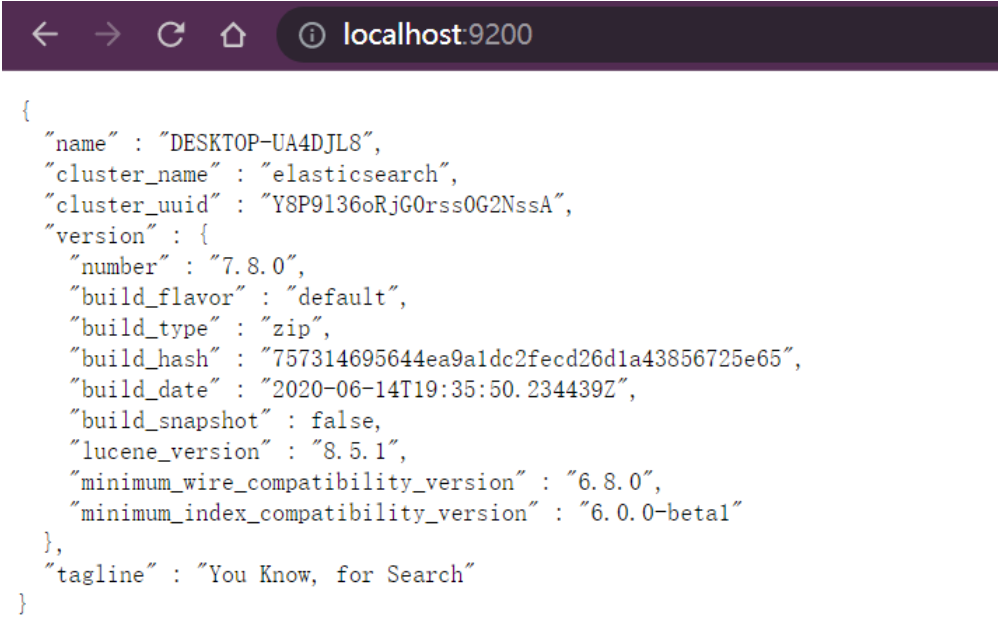 localhost:9200
{
"name" : "DESKTOP-UA4DJL8",
"cluster_name" : "elasticsearch",
"cluster_uuid" : "Y8P9l36oRjG0rss0G2NssA",
"version" : {
"number" : "7.8.0",
"build_flavor" : "default",
"build_type" : "zip",
"build_hash" : "757314695644ea9a1dc2fecd26d1a43856725e65",
"build_date" : "2020-06-14T19:35:50.234439Z",
"build_snapshot" : false,
"lucene_version" : "8.5.1",
"minimum_wire_compatibility_version" : "6.8.0",
"minimum_index_compatibility_version" : "6.0.0-beta1"
},
"tagline" : "You Know, for Search"
}